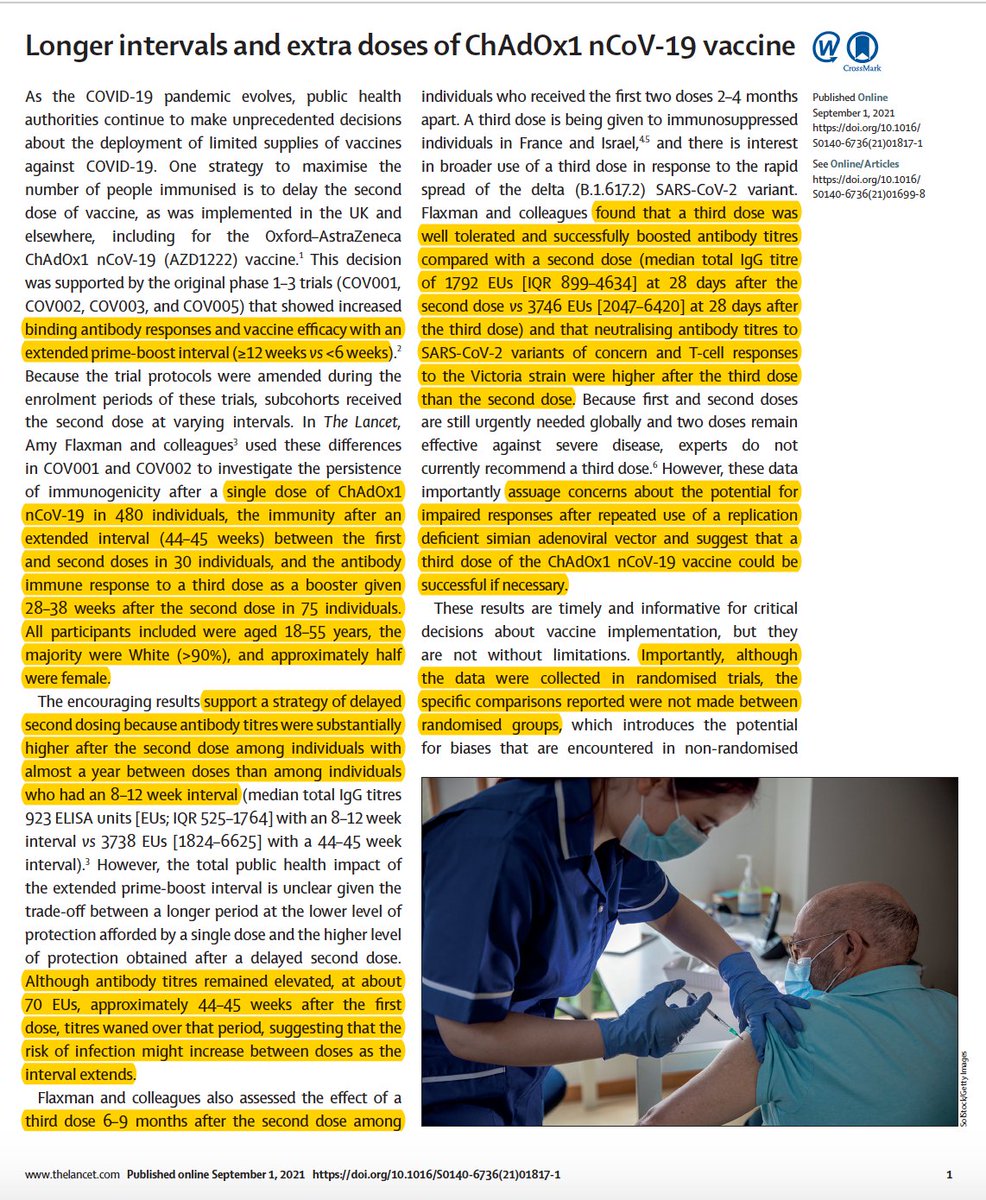 Longer intervals and extra doses of ChAdOx1 nCoV-19 vaccine
CrossMark
As the COVID-19 pandemic evolves, public health
authorities continue to make unprecedented decisions
about the deployment of limited supplies of vaccines
against COVID-19. One strategy to maximise the
number of people immunised is to delay the second
dose of vaccine, as was implemented in the UK and
elsewhere, including for the Oxford–AstraZeneca
ChAdOx1 nCoV-19 (AZD1222) vaccine.¹ This decision
was supported by the original phase 1–3 trials (COV001,
COV002, COV003, and COV005) that showed increased
binding antibody responses and vaccine efficacy with an
extended prime-boost interval (≥12 weeks vs <6 weeks).²
Because the trial protocols were amended during the
enrolment periods of these trials, subcohorts received
the second dose at varying intervals. In The Lancet,
Amy Flaxman and colleagues³ used these differences
in COV001 and COV002 to investigate the persistence
of immunogenicity after a single dose of ChAdOx1
nCoV-19 in 480 individuals, the immunity after an
extended interval (44–45 weeks) between the first
and second doses in 30 individuals, and the antibody
immune response to a third dose as a booster given
28–38 weeks after the second dose in 75 individuals.
All participants included were aged 18–55 years, the
majority were White (>90%), and approximately half
were female.
The encouraging results support a strategy of delayed
second dosing because antibody titres were substantially
higher after the second dose among individuals with
almost a year between doses than among individuals
who had an 8–12 week interval (median total IgG titres
923 ELISA units [EUs; IQR 525–1764] with an 8–12 week
interval vs 3738 EUs [1824–6625] with a 44–45 week
interval).³ However, the total public health impact of
the extended prime-boost interval is unclear given the
trade-off between a longer period at the lower level of
protection afforded by a single dose and the higher level
of protection obtained after a delayed second dose.
Although antibody titres remained elevated, at about
70 EUs, approximately 44–45 weeks after the first
dose, titres waned over that period, suggesting that the
risk of infection might increase between doses as the
interval extends.
Flaxman and colleagues also assessed the effect of a
third dose 6–9 months after the second dose among
individuals who received the first two doses 2–4 months
apart. A third dose is being given to immunosuppressed
individuals in France and Israel,⁴,⁵ and there is interest
in broader use of a third dose in response to the rapid
spread of the delta (B.1.617.2) SARS-CoV-2 variant.
Flaxman and colleagues found that a third dose was
well tolerated and successfully boosted antibody titres
compared with a second dose (median total IgG titre
of 1792 EUs [IQR 899–4634] at 28 days after the
second dose vs 3746 EUs [2047–6420] at 28 days after
the third dose) and that neutralising antibody titres to
SARS-CoV-2 variants of concern and T-cell responses
to the Victoria strain were higher after the third dose
than the second dose. Because first and second doses
are still urgently needed globally and two doses remain
effective against severe disease, experts do not
currently recommend a third dose.⁶ However, these data
importantly assuage concerns about the potential for
impaired responses after repeated use of a replication
deficient simian adenoviral vector and suggest that a
third dose of the ChAdOx1 nCoV-19 vaccine could be
successful if necessary.
These results are timely and informative for critical
decisions about vaccine implementation, but they
are not without limitations. Importantly, although
the data were collected in randomised trials, the
specific comparisons reported were not made between
randomised groups, which introduces the potential
for biases that are encountered in non-randomised
Published Online
September 1, 2021
https://doi.org/10.1016/
S0140-6736(21)01817-1
See Online/Articles
https://doi.org/10.1016/
S0140-6736(21)01699-8
SolStock/Getty Images
www.thelancet.com Published online September 1, 2021 https://doi.org/10.1016/S0140-6736(21)01817-1
1